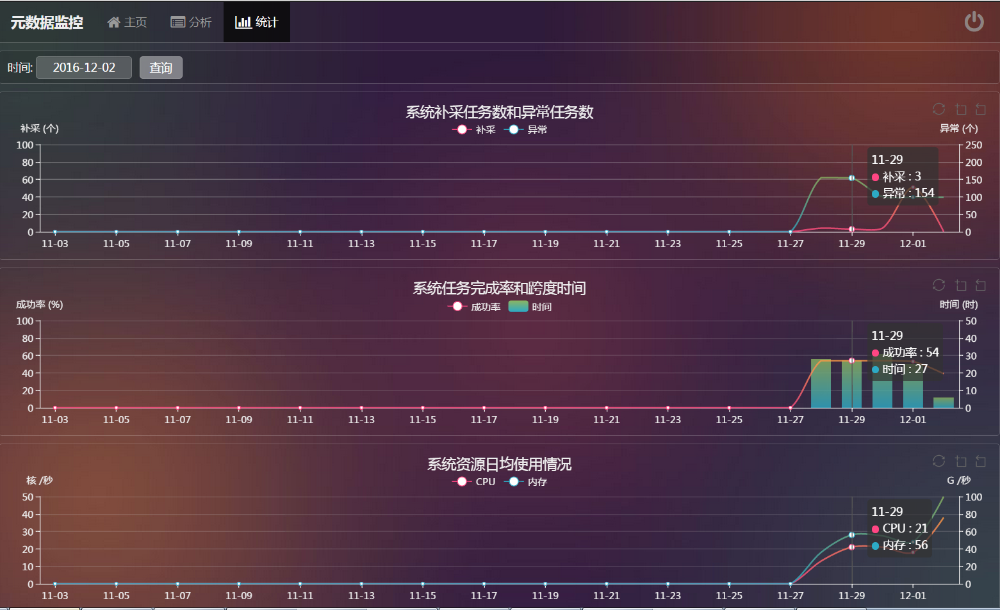 元数据监控 主页 分析 统计
时间: 2016-12-02 查询
系统补采任务数和异常任务数
补采 异常
补采 (个) 异常 (个)
100 250
80 200
60 150
40 100
20 50
0 0
11-29
补采 : 3
异常 : 154
11-03 11-05 11-07 11-09 11-11 11-13 11-15 11-17 11-19 11-21 11-23 11-25 11-27 11-29 12-01
系统任务完成率和跨度时间
成功率 时间
成功率 (%) 时间 (时)
100 50
80 40
60 30
40 20
20 10
0 0
11-29
成功率 : 54
时间 : 27
11-03 11-05 11-07 11-09 11-11 11-13 11-15 11-17 11-19 11-21 11-23 11-25 11-27 11-29 12-01
系统资源日均使用情况
CPU 内存
核 /秒 G /秒
50 100
40 80
30 60
20 40
10 20
0 0
11-29
CPU : 21
内存 : 56
11-03 11-05 11-07 11-09 11-11 11-13 11-15 11-17 11-19 11-21 11-23 11-25 11-27 11-29 12-01